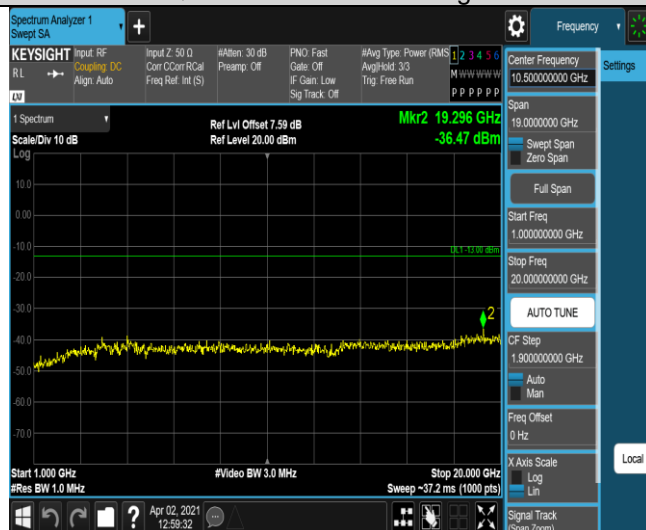 Spectrum Analyzer 1
Swept SA
Frequency
KEYSIGHT
RL
LXI
Input: RF
Coupling: DC
Align: Auto
Input Z: 50 Ω
Corr CCorr RCal
Freq Ref: Int (S)
#Atten: 30 dB
Preamp: Off
PNO: Fast
Gate: Off
IF Gain: Low
Sig Track: Off
#Avg Type: Power (RMS
Avg|Hold: 3/3
Trig: Free Run
1 2 3 4 5 6
M W W W W W
P P P P P P
1 Spectrum
Scale/Div 10 dB
Log
Ref Lvl Offset 7.59 dB
Ref Level 20.00 dBm
Mkr2 19.296 GHz
-36.47 dBm
10.0
0.00
-10.0
DL1 -13.00 dBm
-20.0
-30.0
2
-40.0
-50.0
-60.0
-70.0
Start 1.000 GHz
#Res BW 1.0 MHz
#Video BW 3.0 MHz
Stop 20.000 GHz
Sweep ~37.2 ms (1000 pts)
?
Apr 02, 2021
12:59:32
Center Frequency
10.500000000 GHz
Span
19.0000000 GHz
Swept Span
Zero Span
Full Span
Start Freq
1.000000000 GHz
Stop Freq
20.000000000 GHz
AUTO TUNE
CF Step
1.900000000 GHz
Auto
Man
Freq Offset
0 Hz
X Axis Scale
Log
Lin
Signal Track
(Span Zoom)
Settings
Local